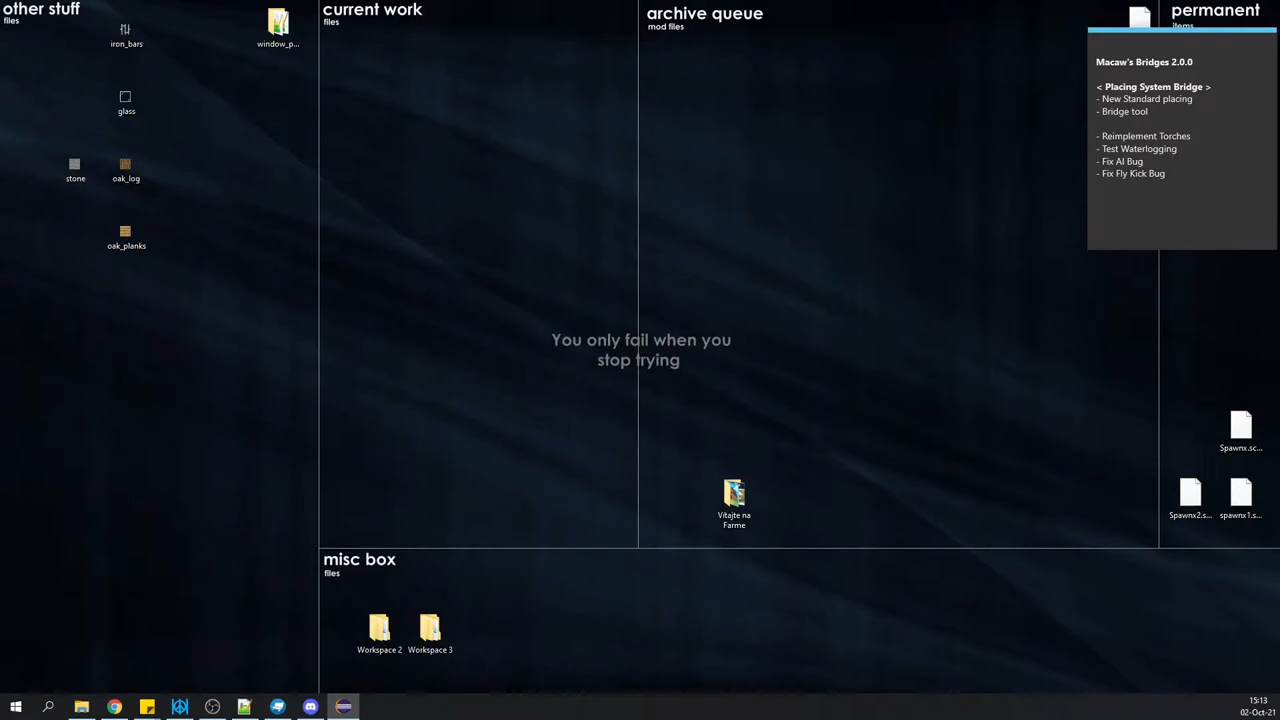 other stuff
files
iron_bars
glass
stone
oak_log
oak_planks
window_p...
current work
files
archive queue
mod files
permanent
items
Macaw's Bridges 2.0.0
< Placing System Bridge >
- New Standard placing
- Bridge tool
- Reimplement Torches
- Test Waterlogging
- Fix AI Bug
- Fix Fly Kick Bug
You only fail when you
stop trying
Spawnx.sc...
Vítajte na
Farme
Spawnx2.s...
spawnx1.s...
misc box
files
Workspace 2
Workspace 3
15:13
02-Oct-21